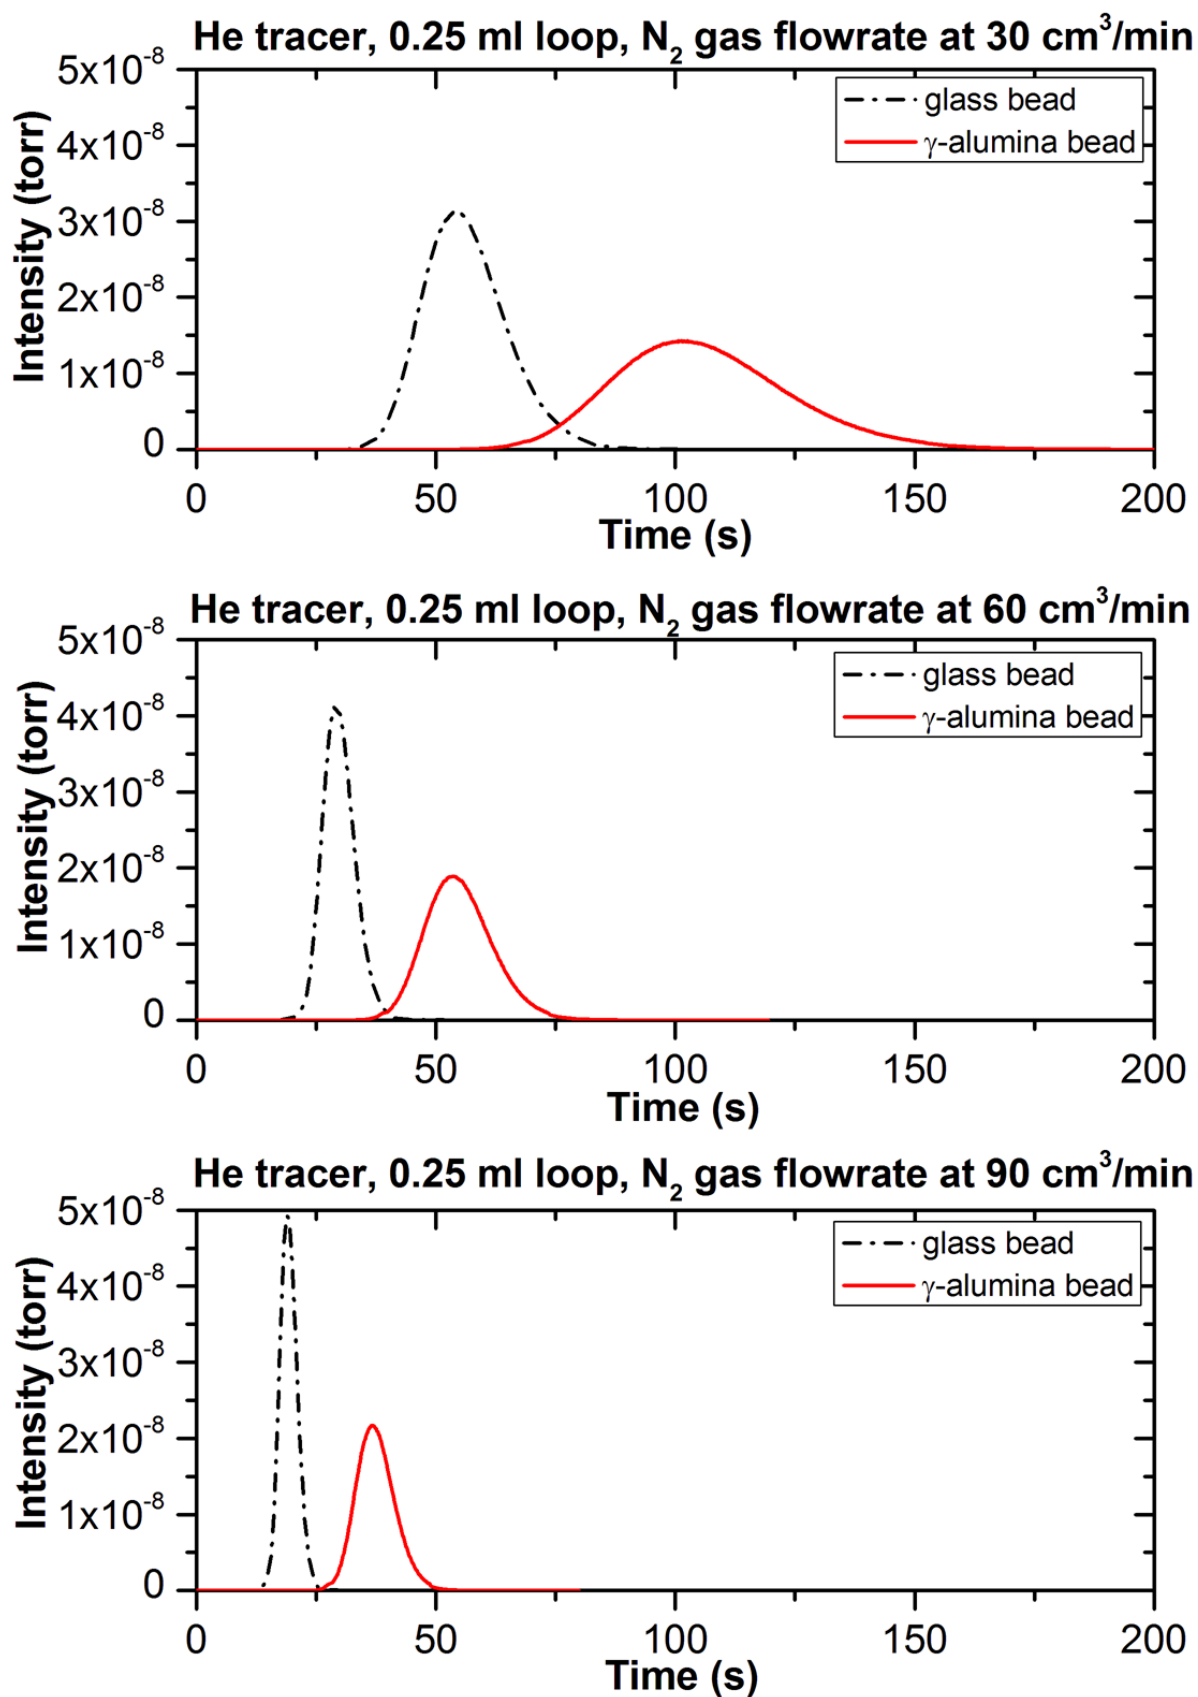 He tracer, 0.25 ml loop, N₂ gas flowrate at 30 cm³/min
5x10⁻⁸
4x10⁻⁸
3x10⁻⁸
2x10⁻⁸
1x10⁻⁸
0
Intensity (torr)
glass bead
γ-alumina bead
0 50 100 150 200
Time (s)
He tracer, 0.25 ml loop, N₂ gas flowrate at 60 cm³/min
5x10⁻⁸
4x10⁻⁸
3x10⁻⁸
2x10⁻⁸
1x10⁻⁸
0
Intensity (torr)
glass bead
γ-alumina bead
0 50 100 150 200
Time (s)
He tracer, 0.25 ml loop, N₂ gas flowrate at 90 cm³/min
5x10⁻⁸
4x10⁻⁸
3x10⁻⁸
2x10⁻⁸
1x10⁻⁸
0
Intensity (torr)
glass bead
γ-alumina bead
0 50 100 150 200
Time (s)